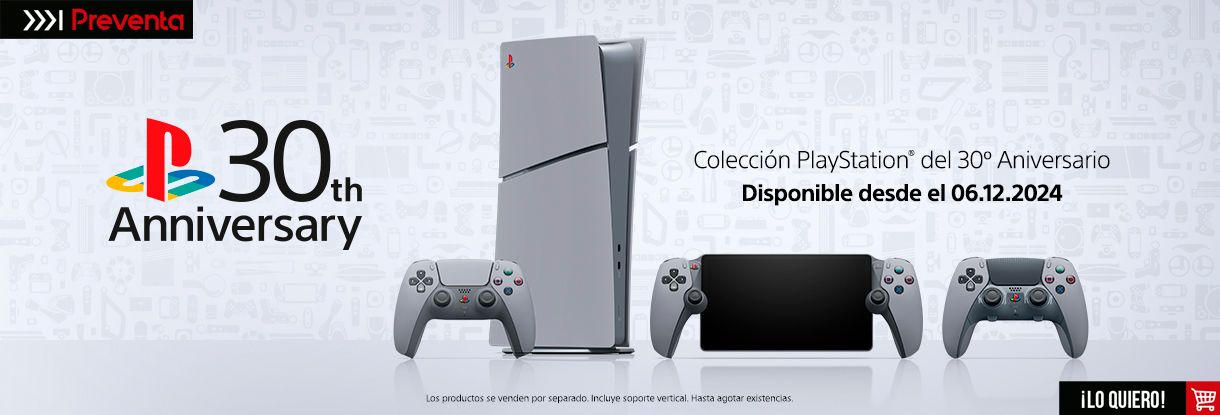 Preventa
30th
Anniversary
Colección PlayStation® del 30º Aniversario
Disponible desde el 06.12.2024
Los productos se venden por separado. Incluye soporte vertical. Hasta agotar existencias.
¡LO QUIERO!